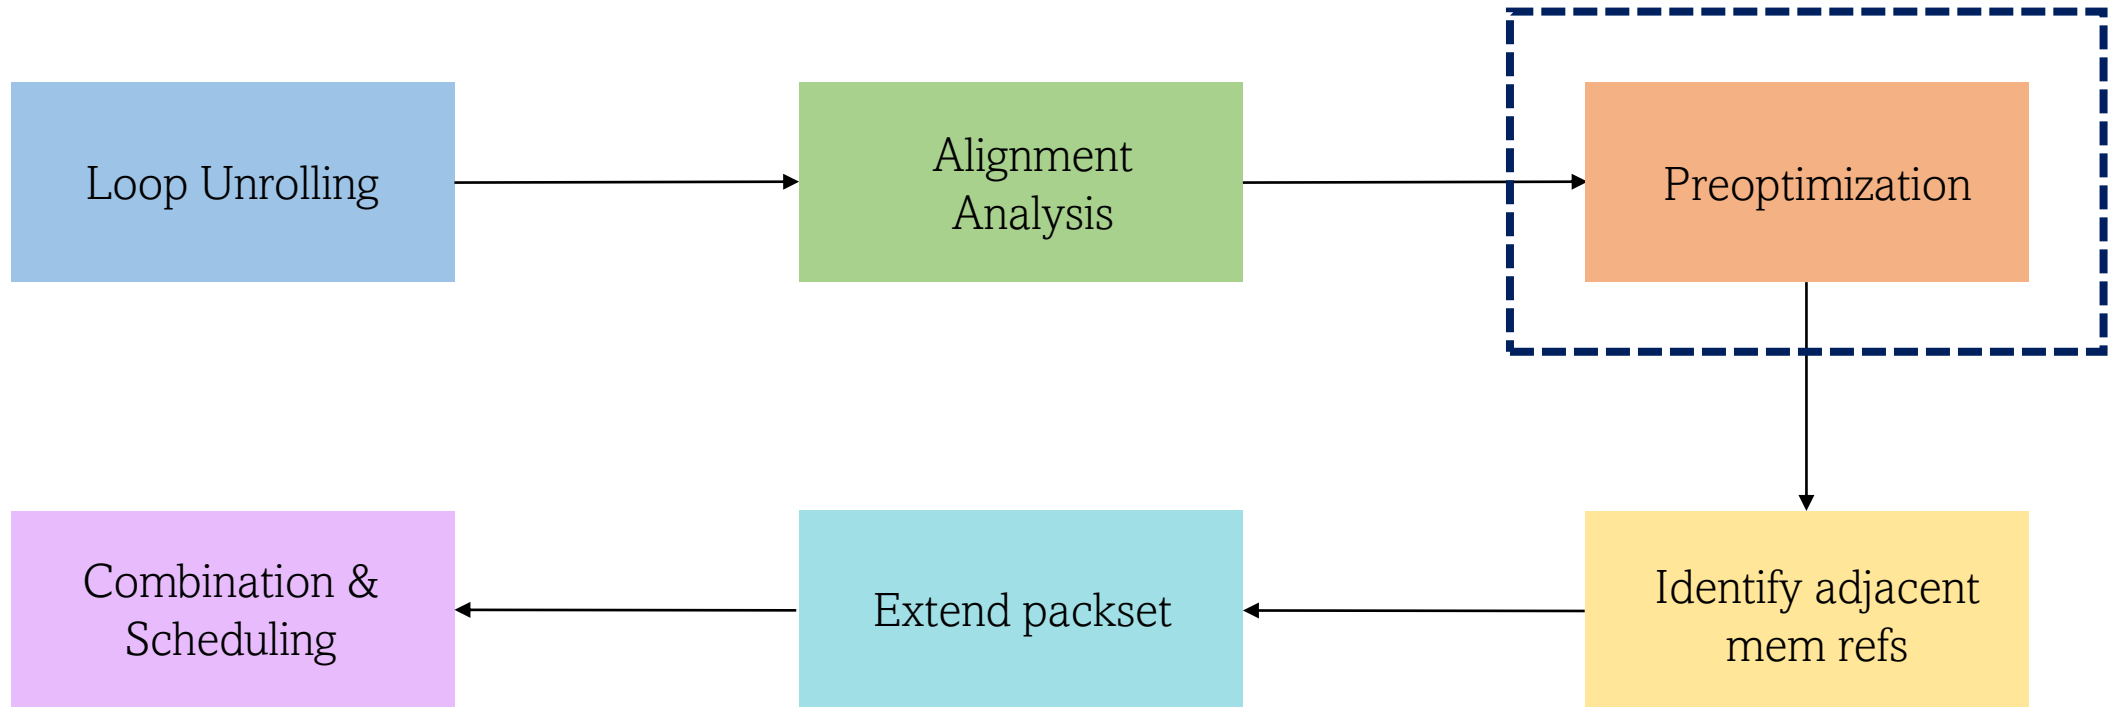 Loop Unrolling
Alignment
Analysis
Preoptimization
Identify adjacent
mem refs
Extend packset
Combination &
Scheduling